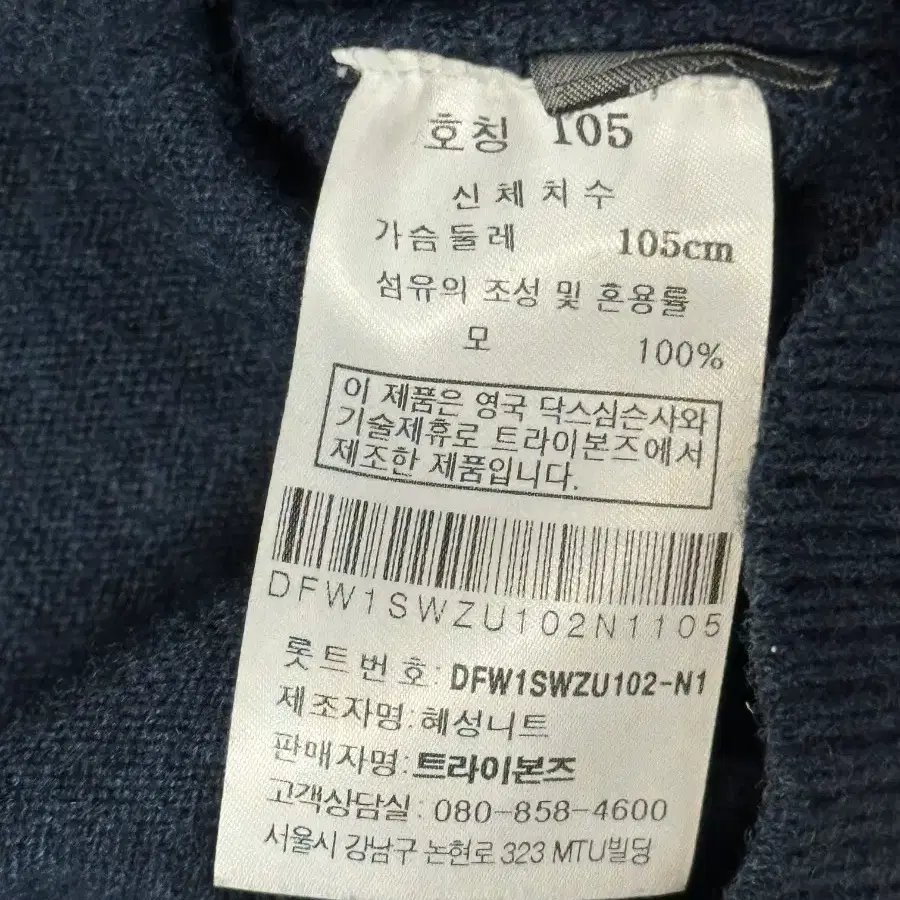 호칭 105
신체치수
가슴둘레 105cm
섬유의 조성 및 혼용률
모 100%
이 제품은 영국 닥스심슨사와
기술제휴로 트라이본즈에서
제조한 제품입니다.
DFW1SWZU102N1105
롯트번호: DFW1SWZU102-N1
제조자명:혜성니트
판매자명:트라이본즈
고객상담실: 080-858-4600
서울시 강남구 논현로 323 MTU빌딩